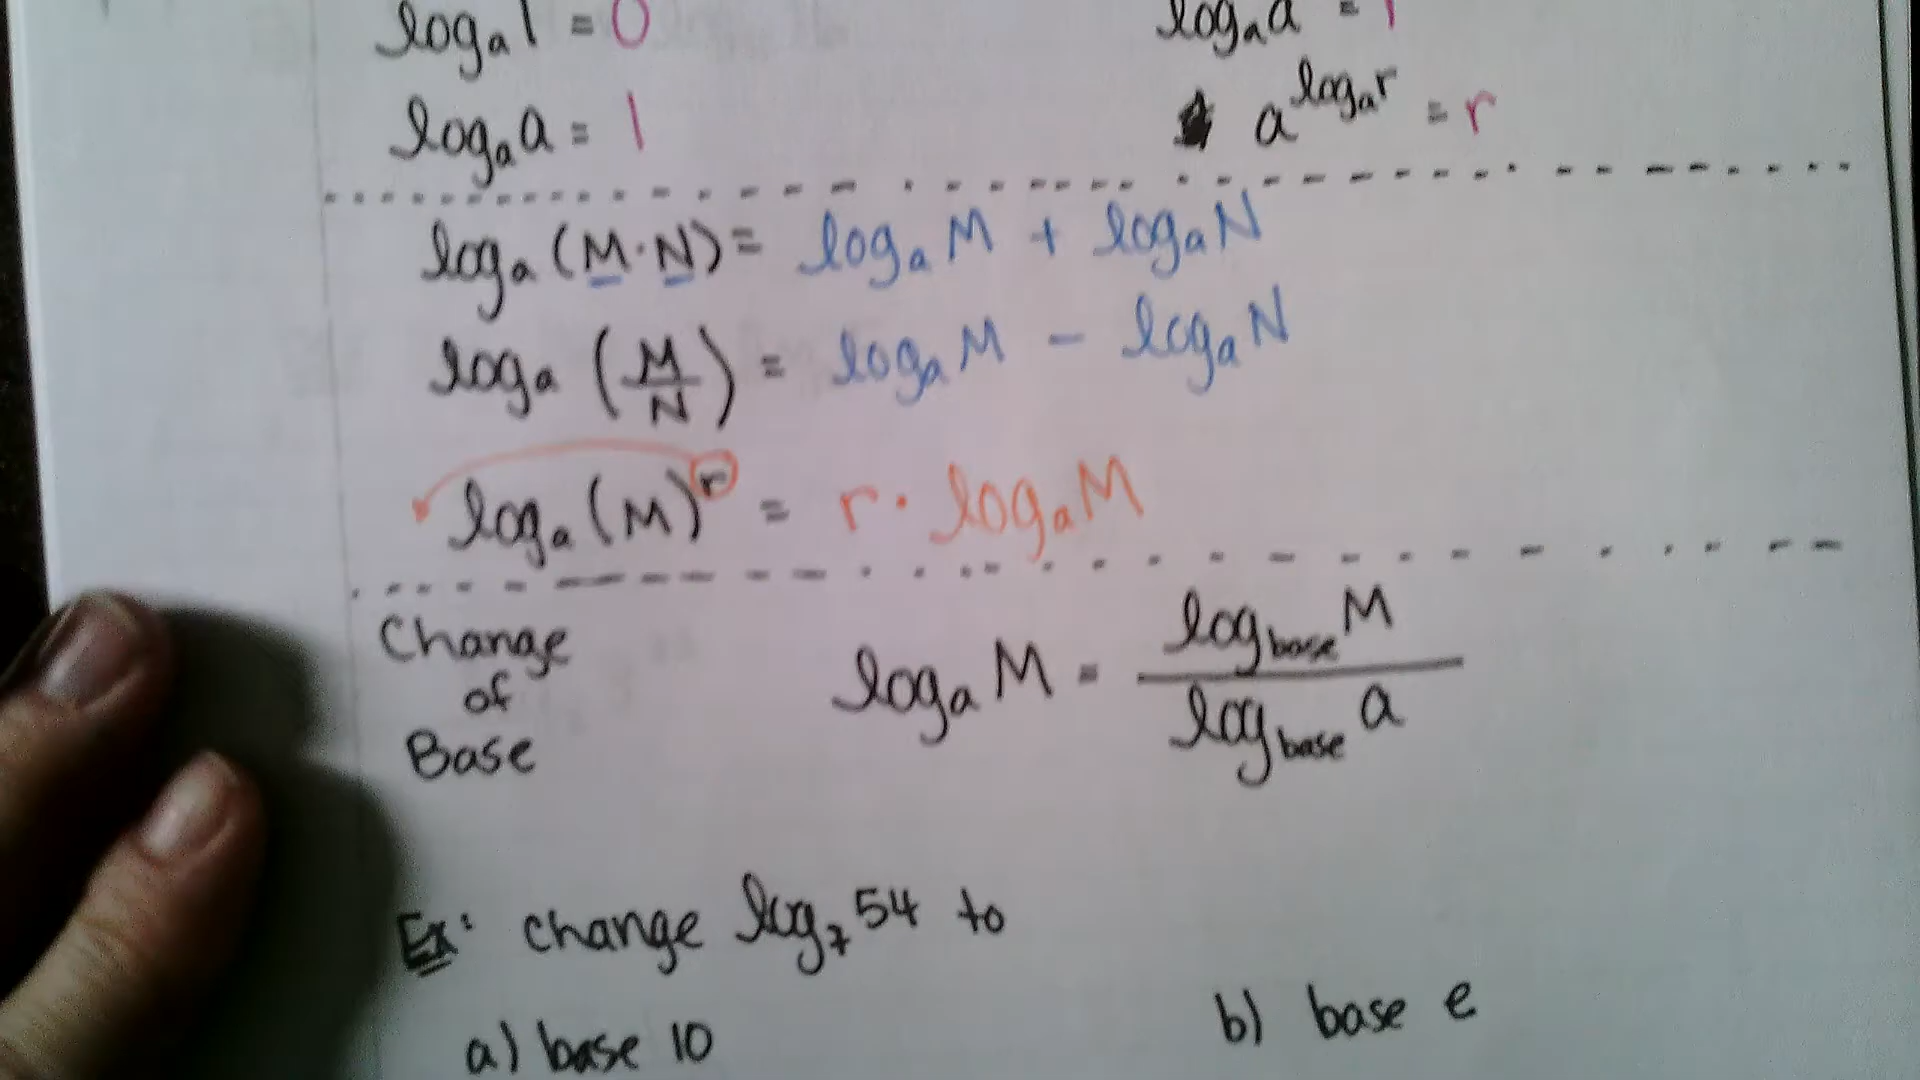 logₐ1 = 0
logₐa = 1
logₐa = 1
a^(logₐr) = r
logₐ(M·N) = logₐM + logₐN
logₐ(M/N) = logₐM − logₐN
logₐ(M)^r = r · logₐM
Change
of
Base
logₐM = (log_base M)/(log_base a)
Ex: change log₇54 to
a) base 10
b) base e